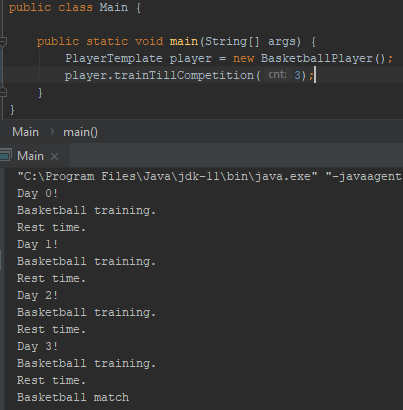 public class Main {
public static void main(String[] args) {
PlayerTemplate player = new BasketballPlayer();
player.trainTillCompetition( cnt: 3);
}
}
Main > main()
Main ×
"C:\Program Files\Java\jdk-11\bin\java.exe" "-javaagent
Day 0!
Basketball training.
Rest time.
Day 1!
Basketball training.
Rest time.
Day 2!
Basketball training.
Rest time.
Day 3!
Basketball training.
Rest time.
Basketball match